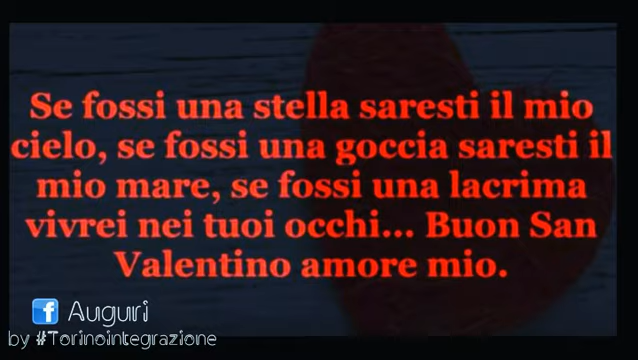 Se fossi una stella saresti il mio
cielo, se fossi una goccia saresti il
mio mare, se fossi una lacrima
vivrei nei tuoi occhi... Buon San
Valentino amore mio.
f Auguri
by #Torinointegrazione